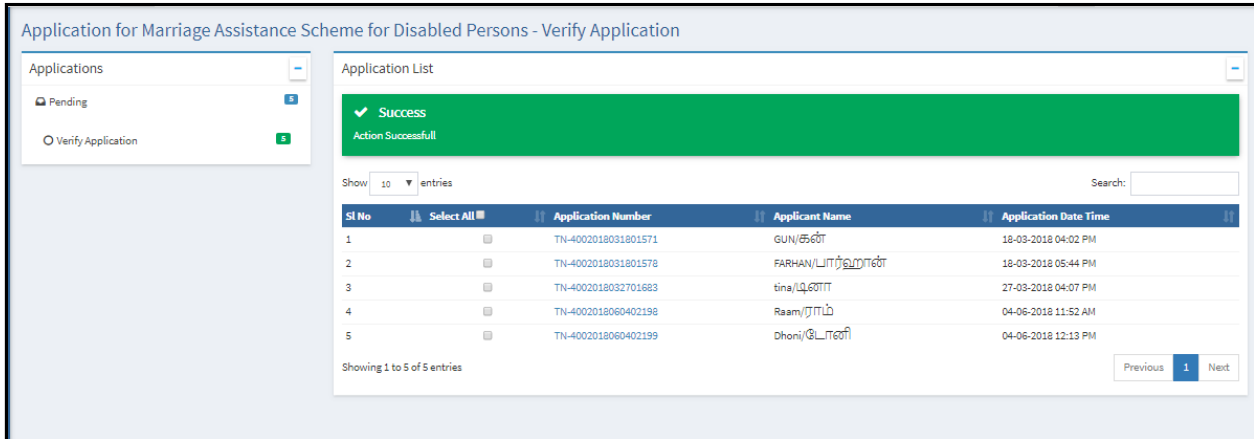 Application for Marriage Assistance Scheme for Disabled Persons - Verify Application
Applications
Pending 5
Verify Application 5
Application List
Success
Action Successfull
Show 10 entries Search:
Sl No Select All Application Number Applicant Name Application Date Time
1 TN-4002018031801571 GUN/கன் 18-03-2018 04:02 PM
2 TN-4002018031801578 FARHAN/பார்ஹான் 18-03-2018 05:44 PM
3 TN-4002018032701683 tina/டினா 27-03-2018 04:07 PM
4 TN-4002018060402198 Raam/ராம் 04-06-2018 11:52 AM
5 TN-4002018060402199 Dhoni/டோனி 04-06-2018 12:13 PM
Showing 1 to 5 of 5 entries Previous 1 Next